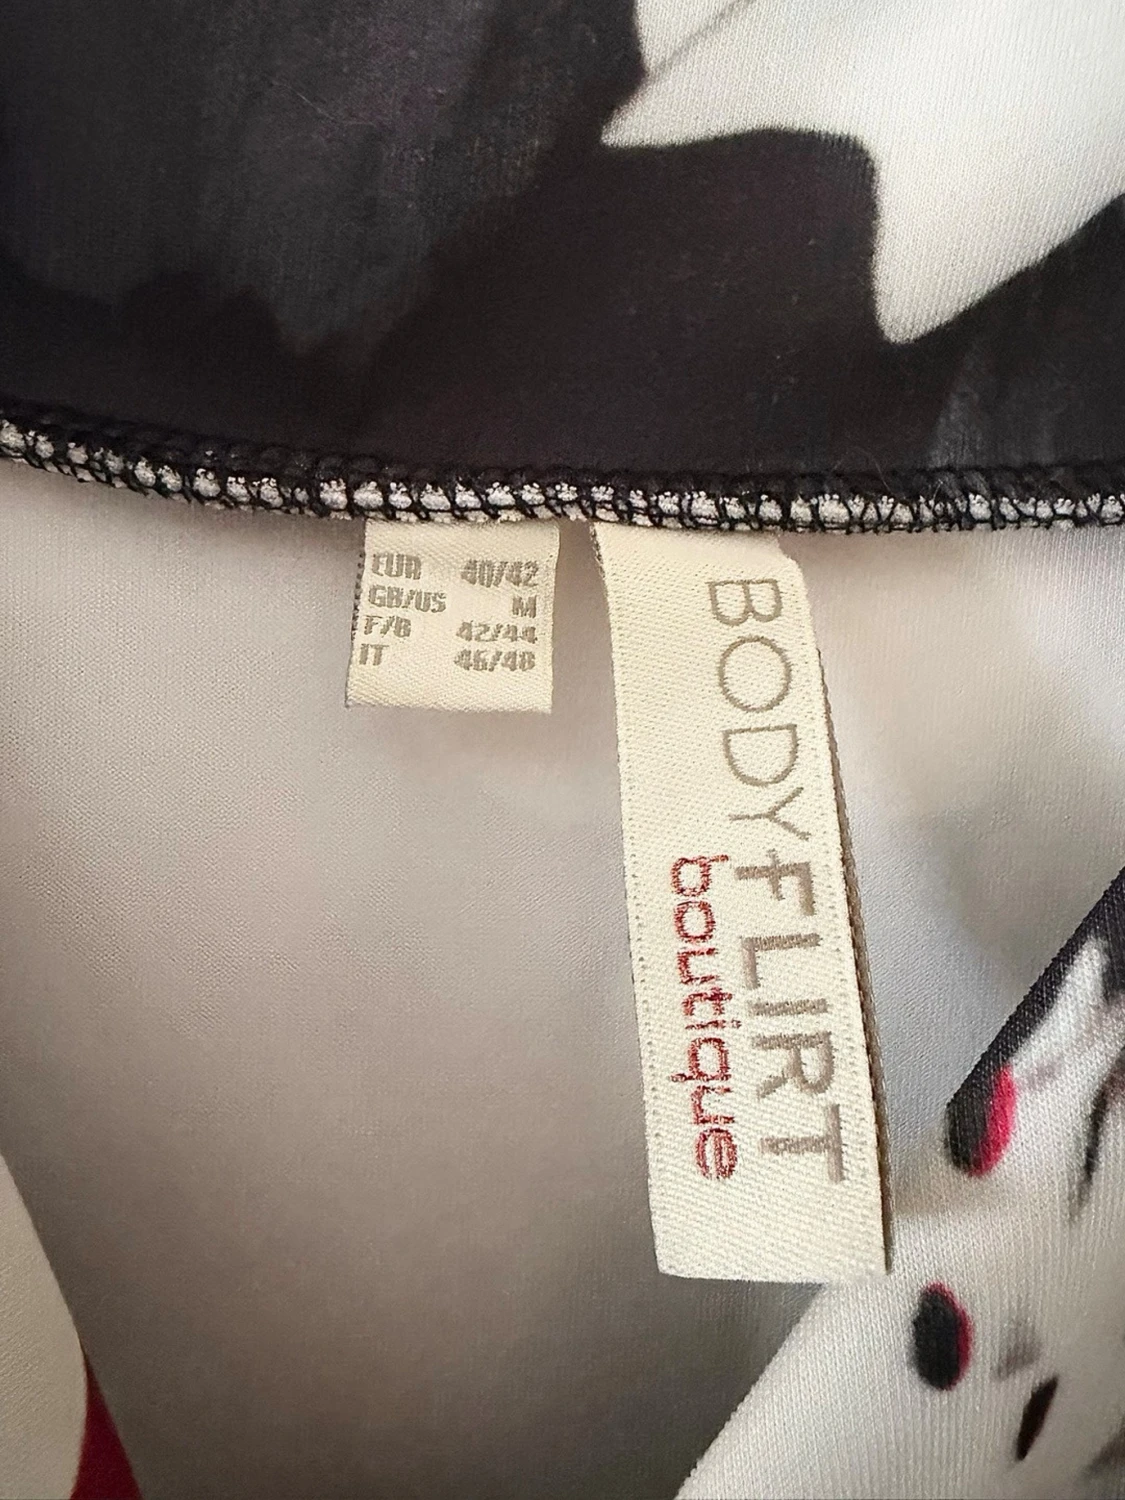 EUR 40/42
GB/US M
F/B 42/44
IT 46/48
BODYFLIRT
boutique